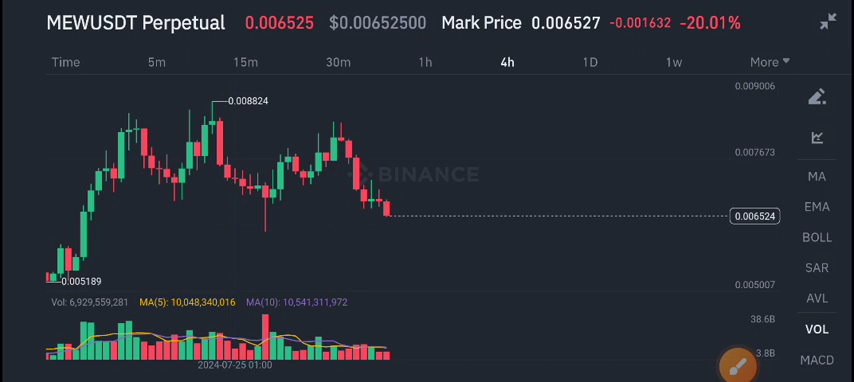 MEWUSDT Perpetual 0.006525 $0.00652500 Mark Price 0.006527 -0.001632 -20.01%
Time 5m 15m 30m 1h 4h 1D 1w More
0.009006
0.008824
0.007673
BINANCE
MA
EMA
0.006524
BOLL
SAR
0.005189
0.005007
AVL
Vol: 6,929,559,281 MA(5): 10,048,340,016 MA(10): 10,541,311,972
38.6B
VOL
3.8B
MACD
2024-07-25 01:00